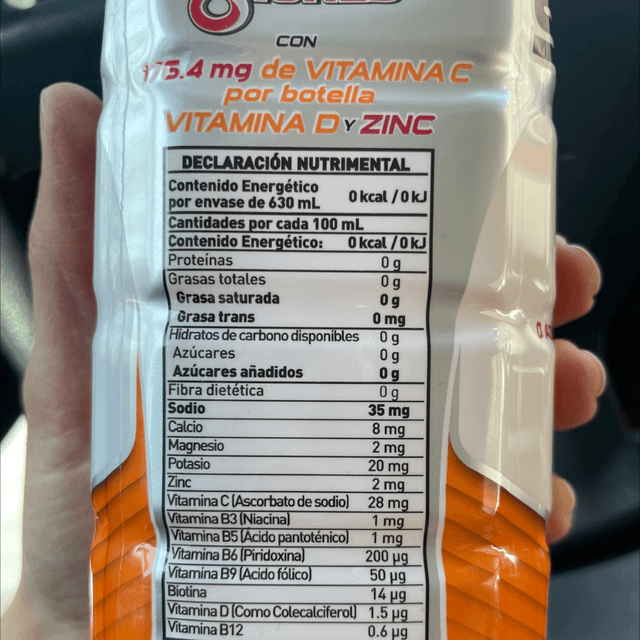 CON
de VITAMINA C
por botella
VITAMINA D Y ZINC
DECLARACIÓN NUTRIMENTAL
Contenido Energético
por envase de 630 mL 0 kcal / 0 kJ
Cantidades por cada 100 mL
Contenido Energético: 0 kcal / 0 kJ
Proteínas 0 g
Grasas totales 0 g
Grasa saturada 0 g
Grasa trans 0 mg
Hidratos de carbono disponibles 0 g
Azúcares 0 g
Azúcares añadidos 0 g
Fibra dietética 0 g
Sodio 35 mg
Calcio 8 mg
Magnesio 2 mg
Potasio 20 mg
Zinc 2 mg
Vitamina C (Ascorbato de sodio) 28 mg
Vitamina B3 (Niacina) 1 mg
Vitamina B5 (Ácido pantoténico) 1 mg
Vitamina B6 (Piridoxina) 200 µg
Vitamina B9 (Ácido fólico) 50 µg
Biotina 14 µg
Vitamina D (Como Colecalciferol) 1.5 µg
Vitamina B12 0.6 µg